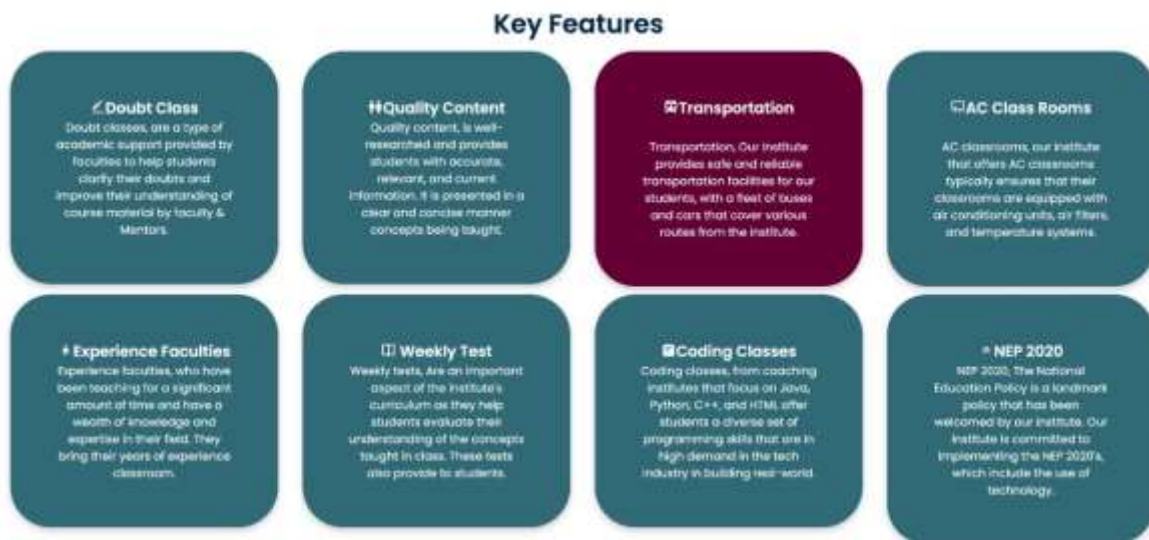 Key Features
Doubt Class
Doubt classes, are a type of
academic support provided by
faculties to help students
clarify their doubts and
improve their understanding of
course material by faculty &
Mentors.
Quality Content
Quality content, is well-
researched and provides
students with accurate,
relevant, and current
information. It is presented in a
clear and concise manner
concepts being taught.
Transportation
Transportation, Our Institute
provides safe and reliable
transportation facilities for our
students, with a fleet of buses
and cars that cover various
routes from the institute.
AC Class Rooms
AC classrooms, our institute
that offers AC classrooms
typically ensures that their
classrooms are equipped with
air conditioning units, air filters,
and temperature systems.
Experience Faculties
Experience faculties, who have
been teaching for a significant
amount of time and have a
wealth of knowledge and
expertise in their field. They
bring their years of experience
classroom.
Weekly Test
Weekly tests, Are an important
aspect of the institute's
curriculum as they help
students evaluate their
understanding of the concepts
taught in class. These tests
also provide to students.
Coding Classes
Coding classes, from coaching
institutes that focus on Java,
Python, C++, and HTML offer
students a diverse set of
programming skills that are in
high demand in the tech
industry in building real-world.
NEP 2020
NEP 2020, The National
Education Policy is a landmark
policy that has been
welcomed by our institute. Our
institute is committed to
implementing the NEP 2020's,
which include the use of
technology.